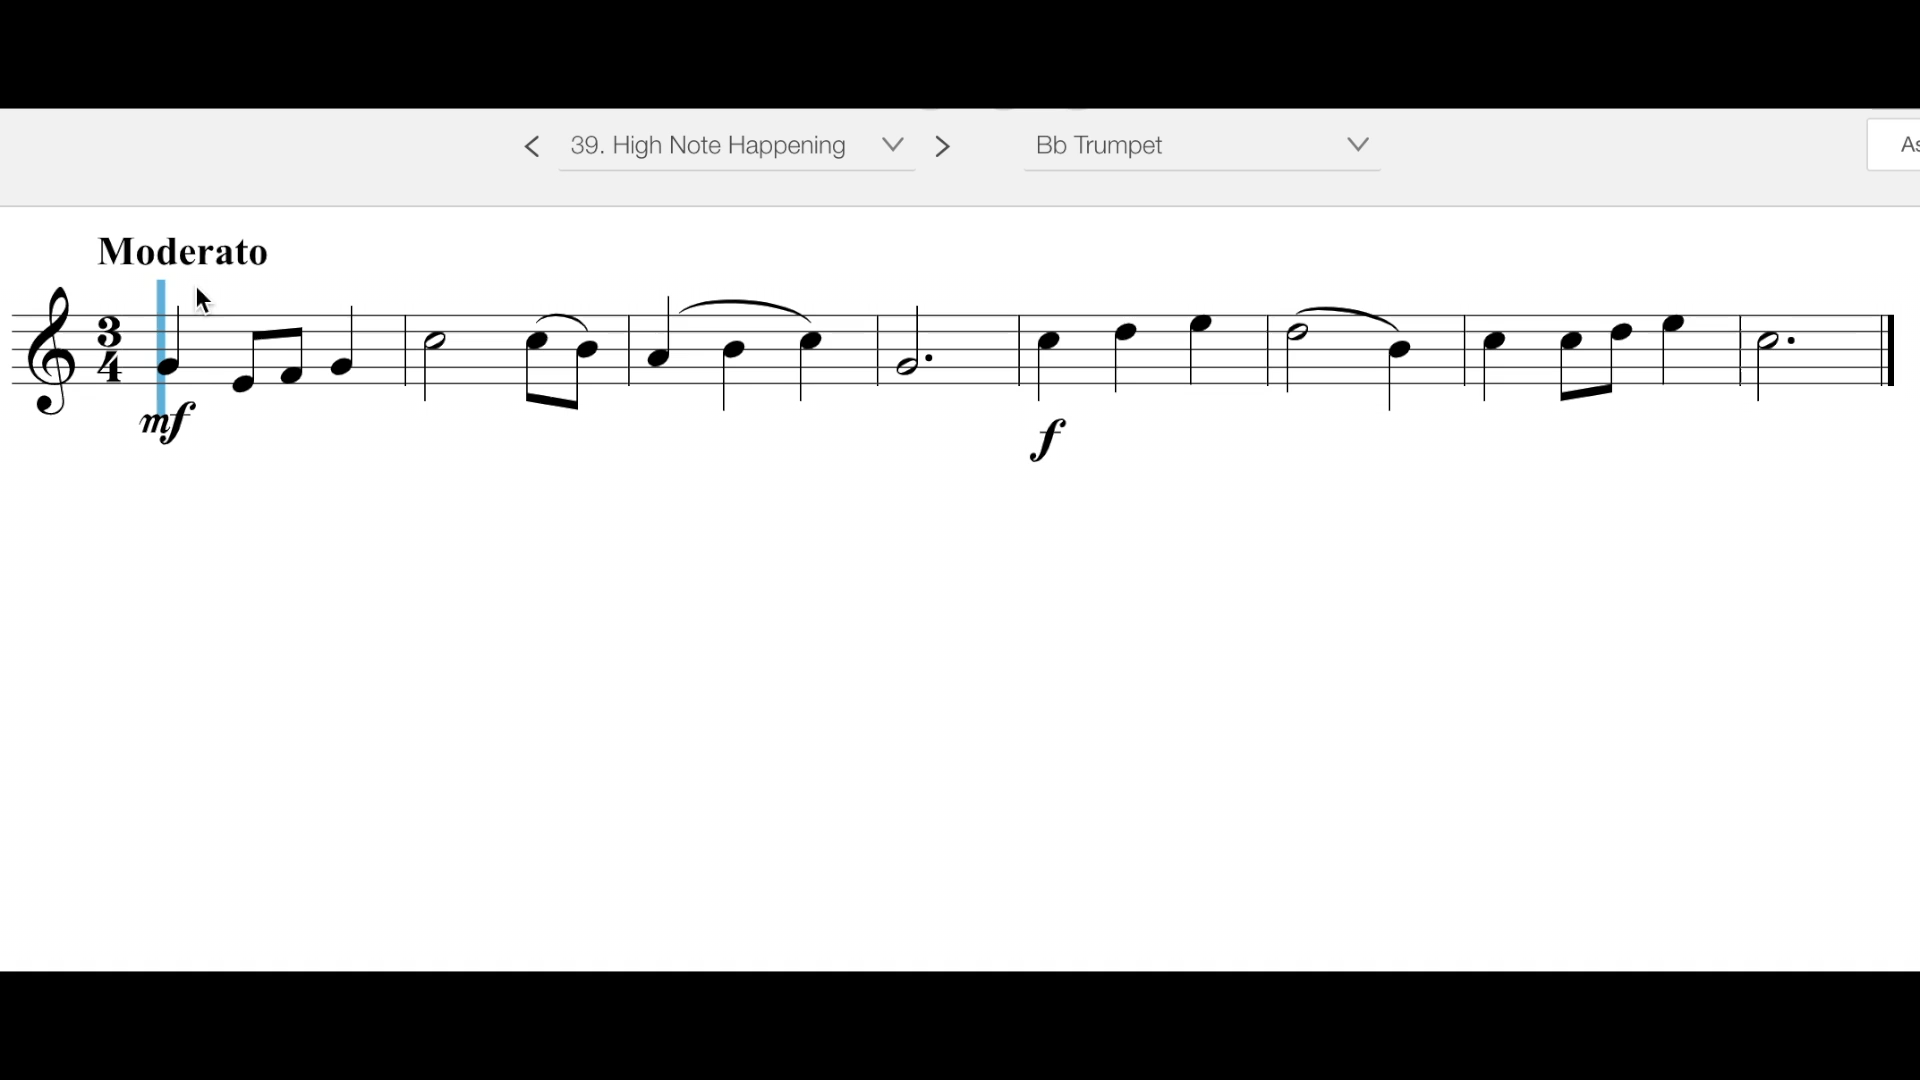 39. High Note Happening
Bb Trumpet
As
Moderato
3
4
mf
f